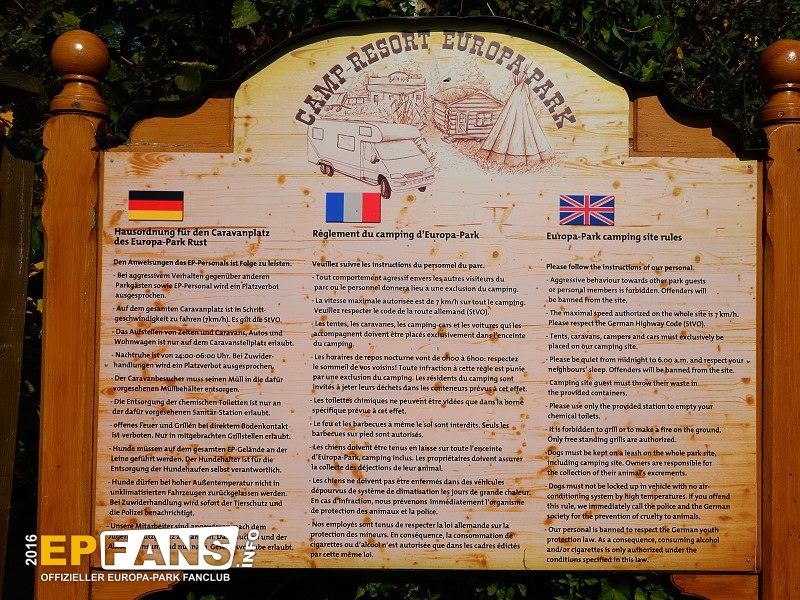 CAMP-RESORT EUROPA PARK
Hausordnung für den Caravanplatz
des Europa-Park Rust
Den Anweisungen des EP-Personals ist Folge zu leisten.
- Bei aggressivem Verhalten gegenüber anderen
Parkgästen sowie EP-Personal wird ein Platzverbot
ausgesprochen.
- Auf dem gesamten Caravanplatz ist in Schritt-
geschwindigkeit zu fahren (7km/h). Es gilt die StVO.
- Das Aufstellen von Zelten und Caravans, Autos und
Wohnwagen ist nur auf dem Caravanstellplatz erlaubt.
- Nachtruhe ist von 24:00-06:00 Uhr. Bei Zuwider-
handlungen wird ein Platzverbot ausgesprochen.
- Der Caravanbesucher muss seinen Müll in die dafür
vorgesehenen Müllbehälter entsorgen.
- Die Entsorgung der chemischen Toiletten ist nur an
der dafür vorgesehenen Sanitär-Station erlaubt.
- offenes Feuer und Grillen bei direktem Bodenkontakt
ist verboten. Nur in mitgebrachten Grillstellen erlaubt.
- Hunde müssen auf dem gesamten EP-Gelände an der
Leine geführt werden. Der Hundehalter ist für die
Entsorgung der Hundehaufen selbst verantwortlich.
- Hunde dürfen bei hoher Außentemperatur nicht in
unklimatisierten Fahrzeugen zurückgelassen werden.
Bei Zuwiderhandlung wird sofort der Tierschutz und
die Polizei benachrichtigt.
- Unsere Mitarbeiter sind nach dem
und der
erlaubt.
Règlement du camping d'Europa-Park
Veuillez suivre les instructions du personnel du parc.
- Tout comportement agressif envers les autres visiteurs du
parc ou le personnel donnera lieu à une exclusion du camping.
- La vitesse maximale autorisée est de 7 km/h sur tout le camping.
Veuillez respecter le code de la route allemand (StVO).
- Les tentes, les caravanes, les camping-cars et les voitures qui les
accompagnent doivent être placés exclusivement dans l'enceinte
du camping.
- Les horaires de repos nocturne vont de 0h00 à 6h00: respectez
le sommeil de vos voisins! Toute infraction à cette règle est punie
par une exclusion du camping. Les résidents du camping sont
invités à jeter leurs déchets dans les conteneurs prévus à cet effet.
- Les toilettes chimiques ne peuvent être vidées que dans la borne
spécifique prévue à cet effet.
- Le feu et les barbecues à même le sol sont interdits. Seuls les
barbecues sur pied sont autorisés.
- Les chiens doivent être tenus en laisse sur toute l'enceinte
d'Europa-Park, camping inclus. Les propriétaires doivent assurer
la collecte des déjections de leur animal.
- Les chiens ne doivent pas être enfermés dans des véhicules
dépourvus de système de climatisation les jours de grande chaleur.
En cas d'infraction, nous prévenons immédiatement l'organisme
de protection des animaux et la police.
- Nos employés sont tenus de respecter la loi allemande sur la
protection des mineurs. En conséquence, la consommation de
cigarettes ou d'alcool n'est autorisée que dans les cadres édictés
par cette même loi.
Europa-Park camping site rules
Please follow the instructions of our personal.
- Aggressive behaviour towards other park guests
or personal members is forbidden. Offenders will
be banned from the site.
- The maximal speed authorized on the whole site is 7 km/h.
Please respect the German Highway Code (StVO).
- Tents, caravans, campers and cars must exclusively be
placed on our camping site.
- Please be quiet from midnight to 6.00 a.m. and respect your
neighbours' sleep. Offenders will be banned from the site.
- Camping site guest must throw their waste in
the provided containers.
- Please use only the provided station to empty your
chemical toilets.
- It is forbidden to grill or to make a fire on the ground.
Only free standing grills are authorized.
- Dogs must be kept on a leash on the whole park site,
including camping site. Owners are responsible for
the collection of their animal's excrements.
- Dogs must not be locked up in vehicle with no air-
conditioning system by high temperatures. If you offend
this rule, we immediately call the police and the German
society for the prevention of cruelty to animals.
- Our personal is banned to respect the German youth
protection law. As a consequence, consuming alcohol
and/or cigarettes is only authorized under the
conditions specified in this law.
2016 EPFANS.INFO
OFFIZIELLER EUROPA-PARK FANCLUB